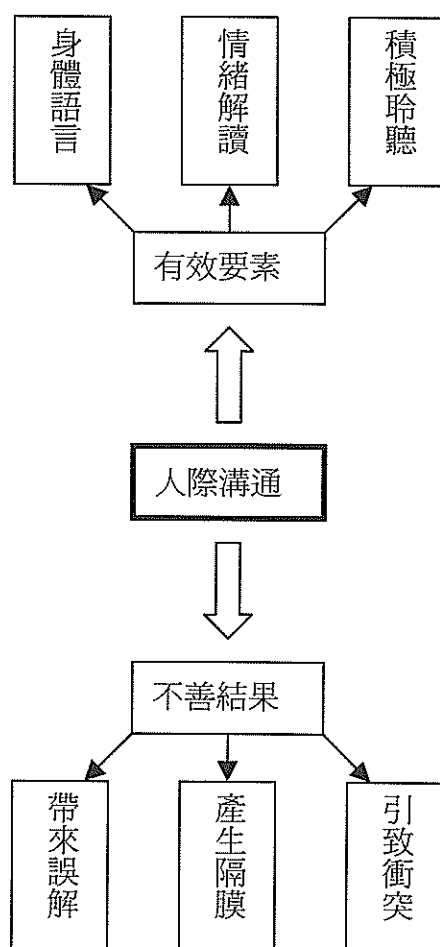 身體語言
情緒解讀
積極聆聽
有效要素
人際溝通
不善結果
帶來誤解
產生隔膜
引致衝突